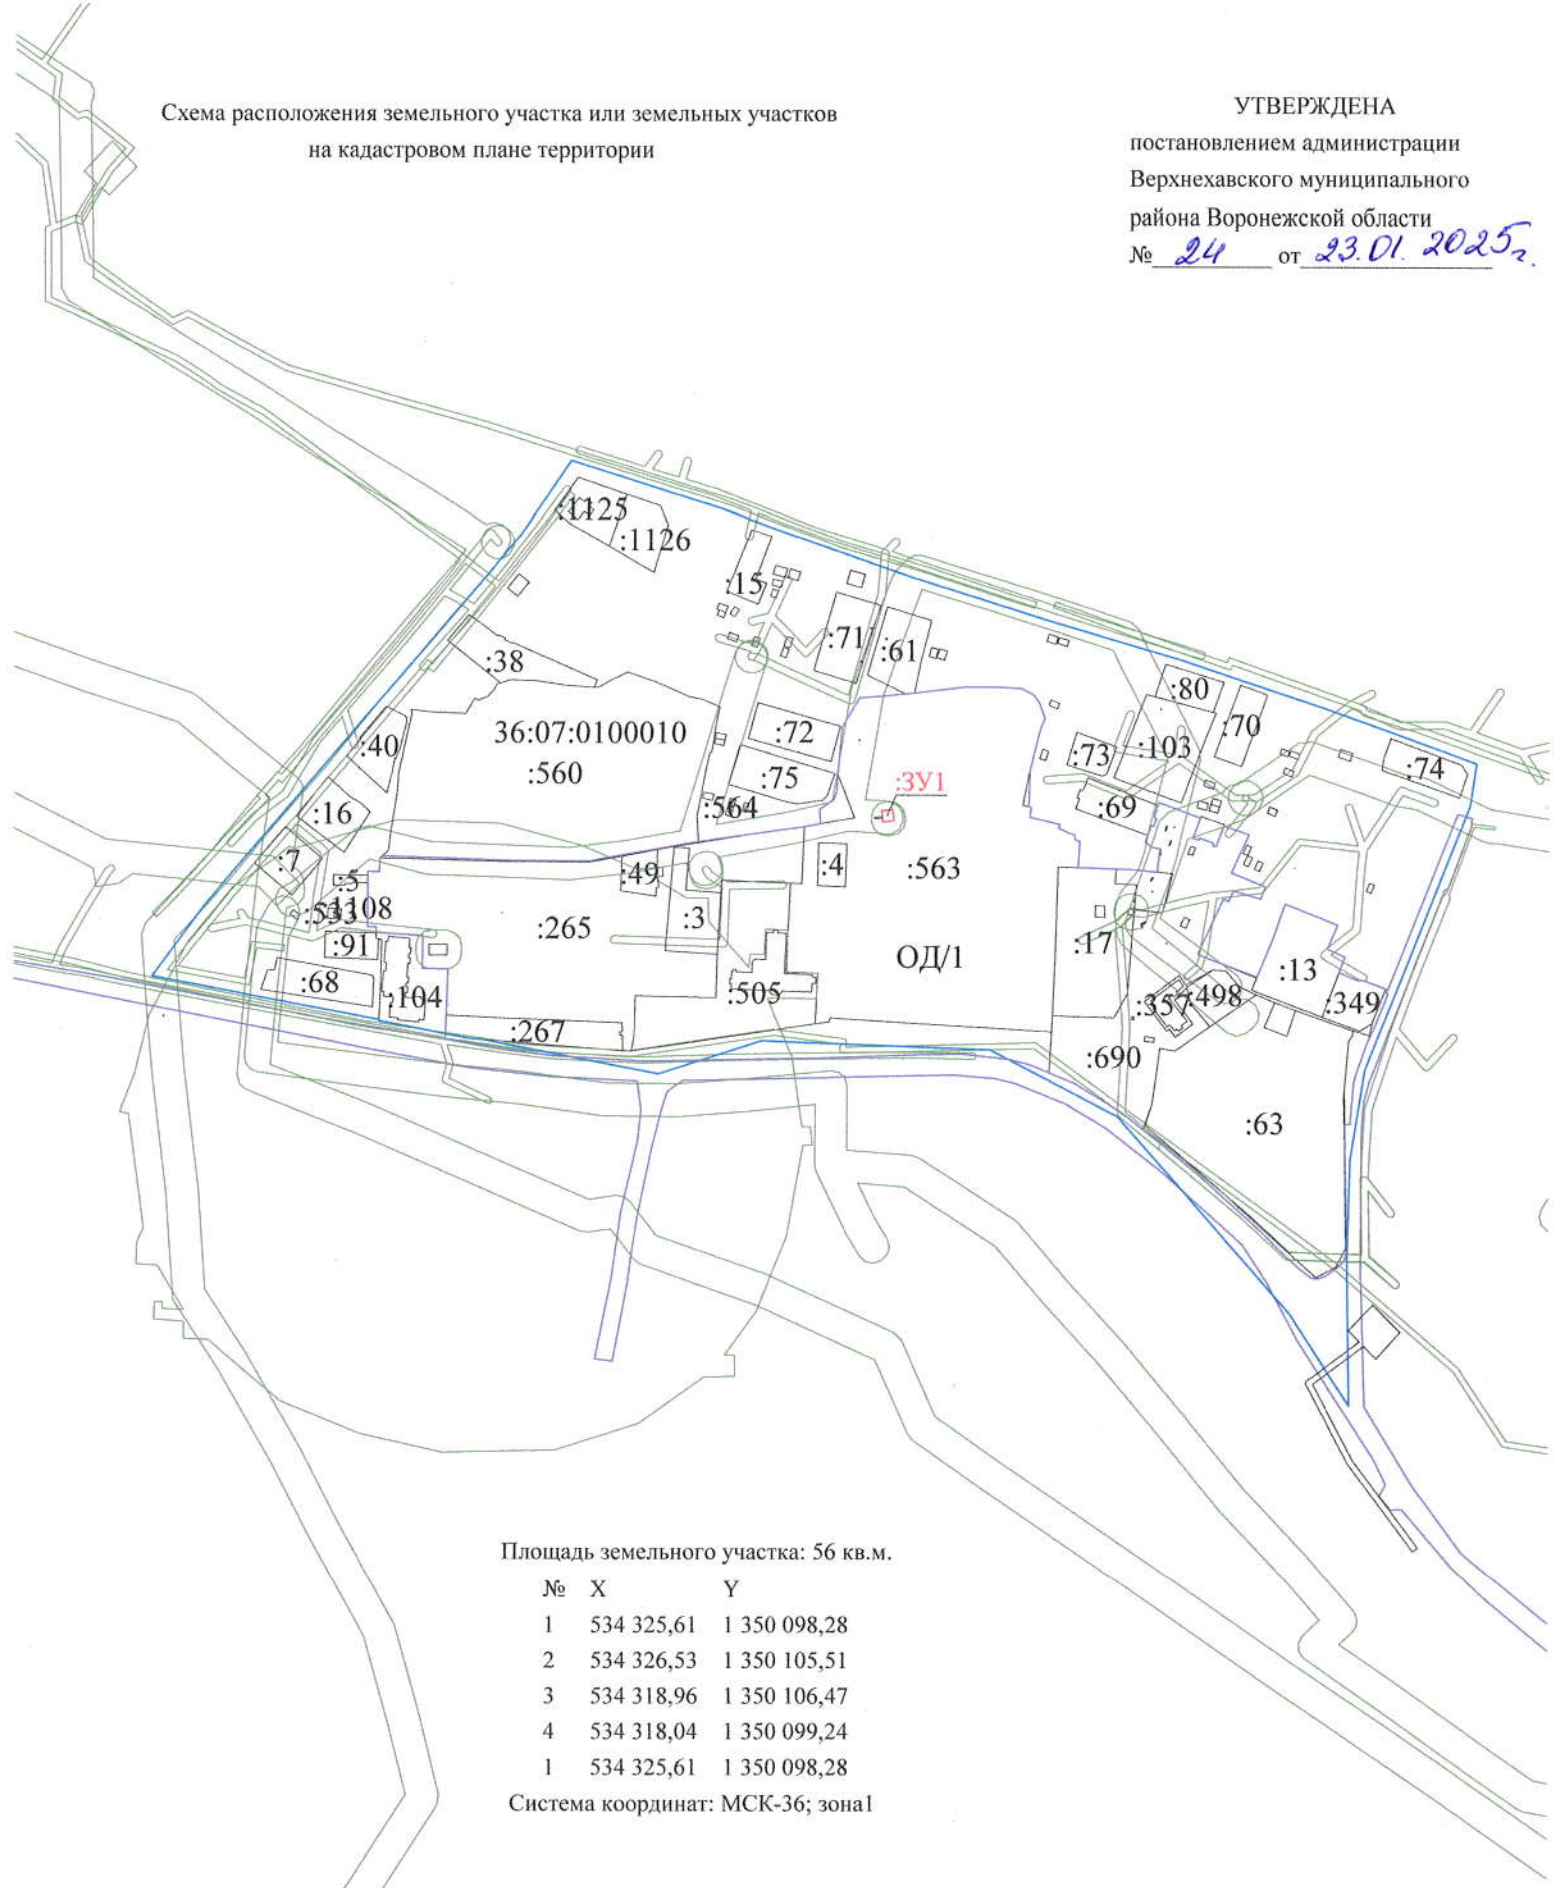 Схема расположения земельного участка или земельных участков
на кадастровом плане территории
УТВЕРЖДЕНА
постановлением администрации
Верхнехавского муниципального
района Воронежской области
№ 24 от 23.01.2025г.
:1125
:1126
:15
:71
:61
:38
:80
:70
:40
36:07:0100010
:560
:72
:73
:103
:74
:75
:ЗУ1
:16
:564
:69
:7
:49
:4
:563
:5
:533
:1108
:3
:265
:91
ОД/1
:17
:13
:68
:104
:505
:357
:498
:349
:267
:690
:63
Площадь земельного участка: 56 кв.м.
№ X Y
1 534 325,61 1 350 098,28
2 534 326,53 1 350 105,51
3 534 318,96 1 350 106,47
4 534 318,04 1 350 099,24
1 534 325,61 1 350 098,28
Система координат: МСК-36; зона1